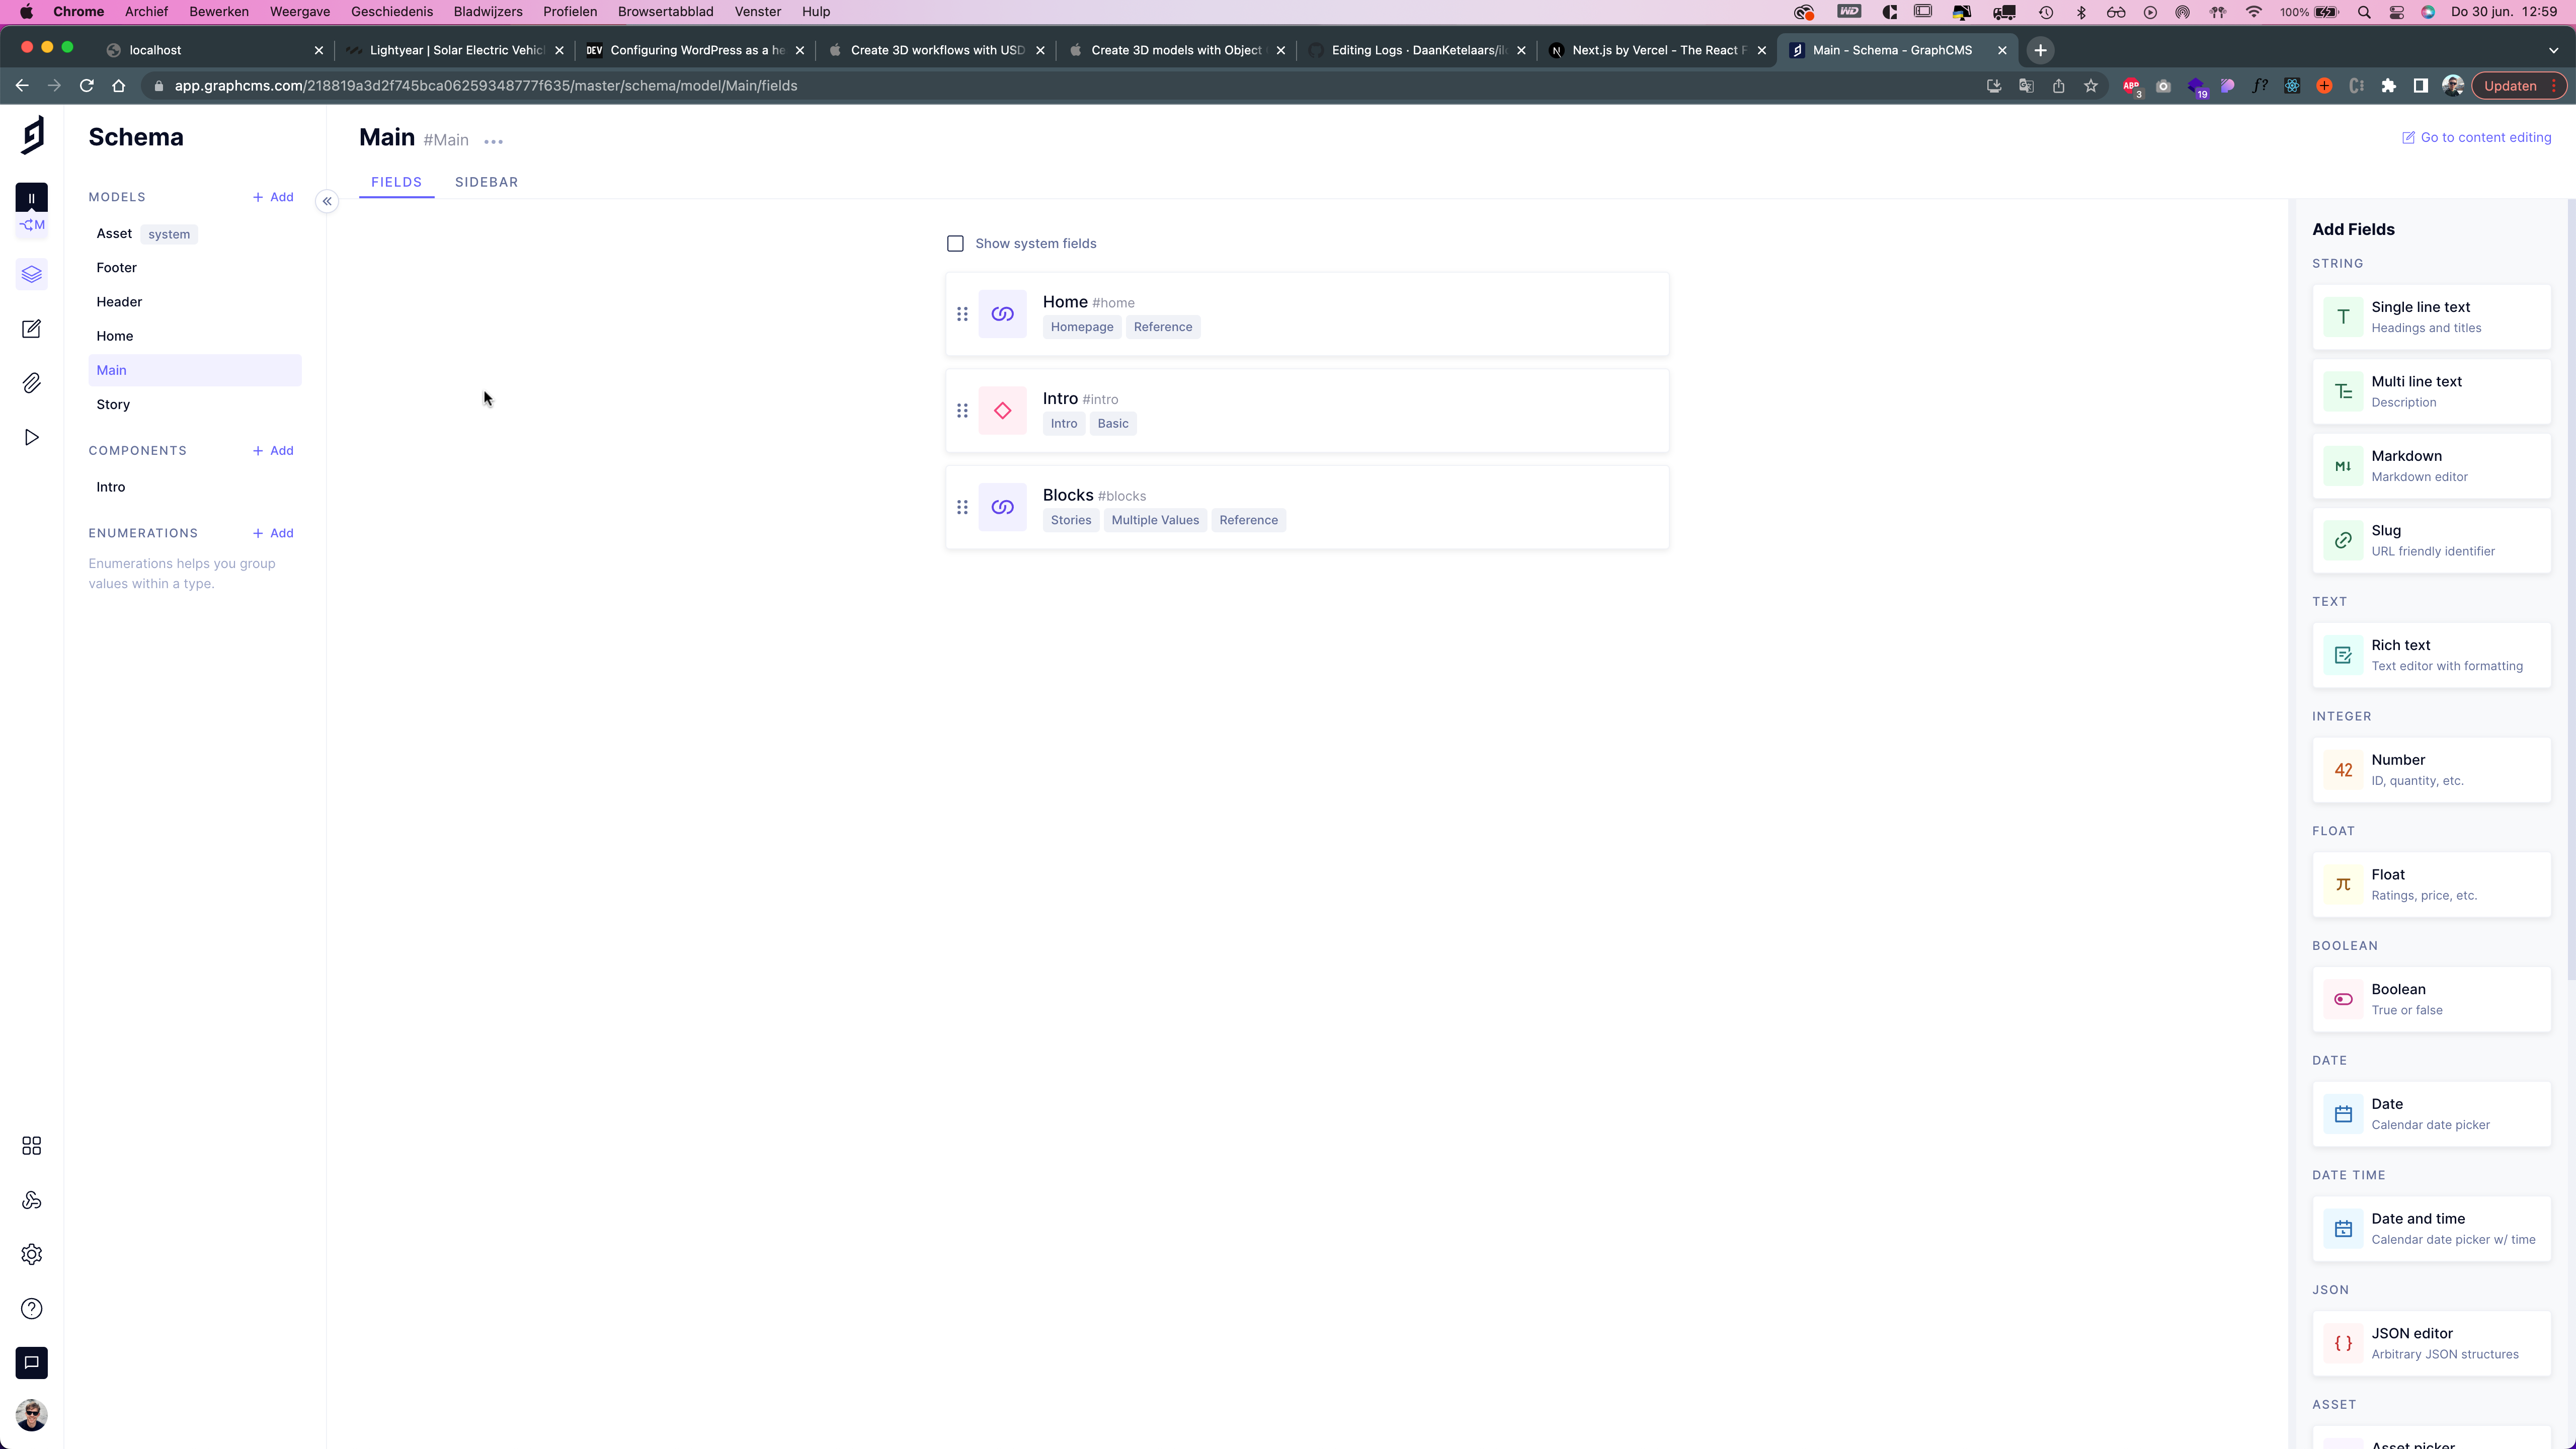 Chrome Archief Bewerken Weergave Geschiedenis Bladwijzers Profielen Browsertabblad Venster Hulp 100% Do 30 jun. 12:59
localhost Lightyear | Solar Electric Vehic DEV Configuring WordPress as a he Create 3D workflows with USD Create 3D models with Object Editing Logs · DaanKetelaars/ilo Next.js by Vercel - The React F Main - Schema - GraphCMS
app.graphcms.com/218819a3d2f745bca06259348777f635/master/schema/model/Main/fields ABP 3 19 Updaten
Schema
M
MODELS
+ Add
Asset system
Footer
Header
Home
Main
Story
COMPONENTS
+ Add
Intro
ENUMERATIONS
+ Add
Enumerations helps you group
values within a type.
Main #Main
Go to content editing
FIELDS SIDEBAR
Show system fields
Home #home
Homepage Reference
Intro #intro
Intro Basic
Blocks #blocks
Stories Multiple Values Reference
Add Fields
STRING
Single line text
Headings and titles
Multi line text
Description
Markdown
Markdown editor
Slug
URL friendly identifier
TEXT
Rich text
Text editor with formatting
INTEGER
42 Number
ID, quantity, etc.
FLOAT
π Float
Ratings, price, etc.
BOOLEAN
Boolean
True or false
DATE
Date
Calendar date picker
DATE TIME
Date and time
Calendar date picker w/ time
JSON
{ } JSON editor
Arbitrary JSON structures
ASSET
Asset picker